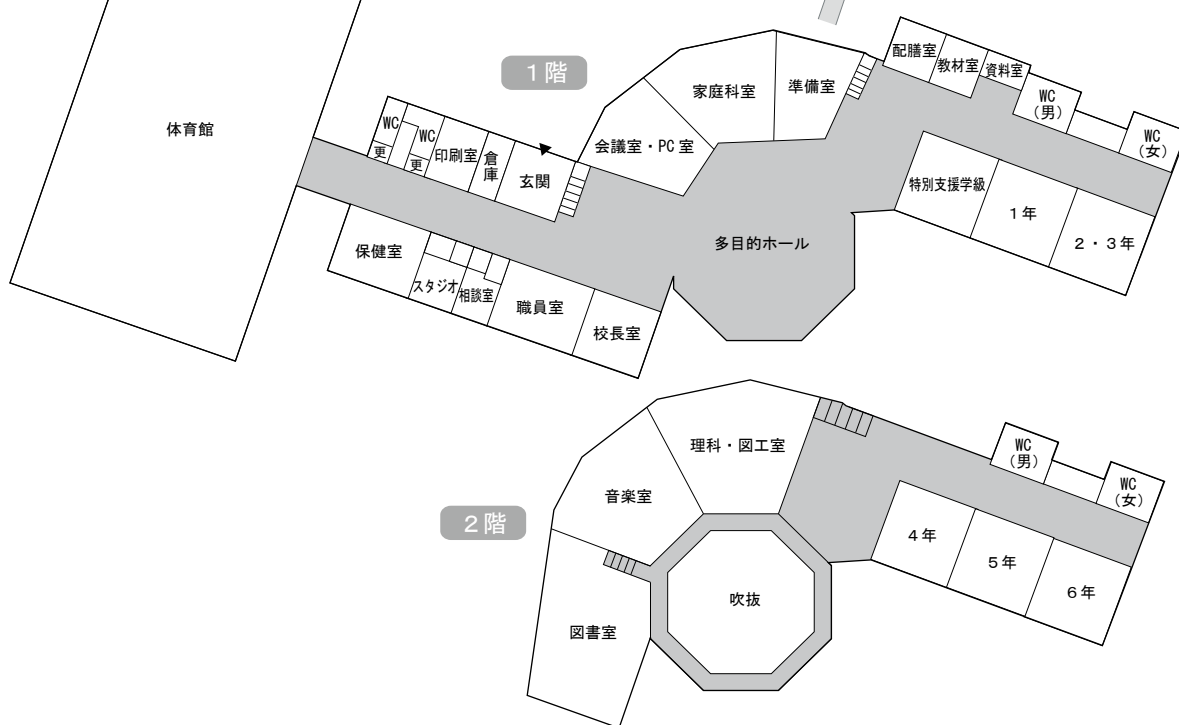 1階
体育館
WC
更
WC
更
印刷室
倉庫
玄関
会議室・PC室
家庭科室
準備室
配膳室
教材室
資料室
WC
（男）
WC
（女）
保健室
スタジオ
相談室
職員室
校長室
多目的ホール
特別支援学級
1年
2・3年
2階
図書室
音楽室
理科・図工室
吹抜
4年
5年
6年
WC
（男）
WC
（女）